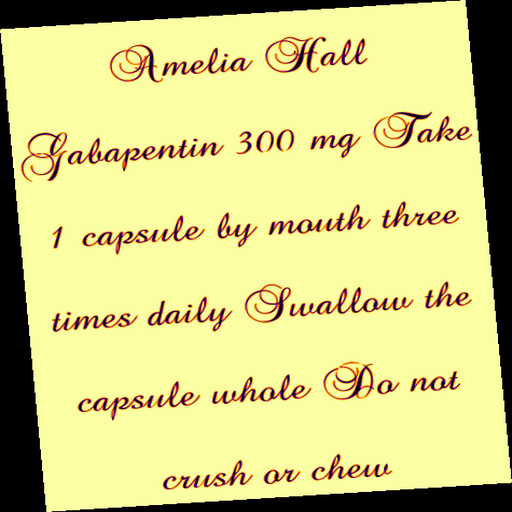 Amelia Hall
Gabapentin 300 mg Take
1 capsule by mouth three
times daily Swallow the
capsule whole Do not
crush or chew